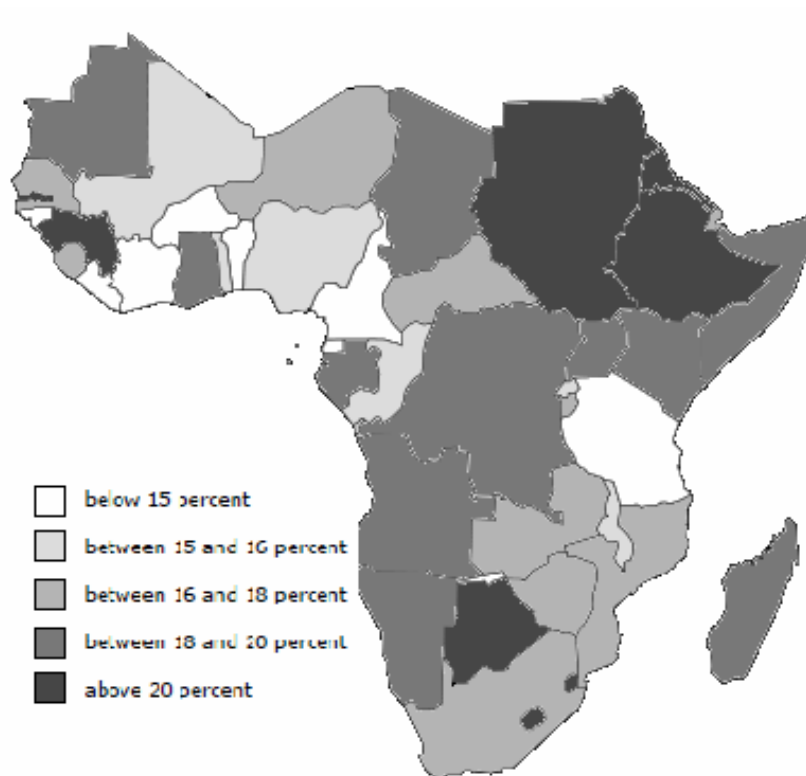 below 15 percent
between 15 and 16 percent
between 16 and 18 percent
between 18 and 20 percent
above 20 percent